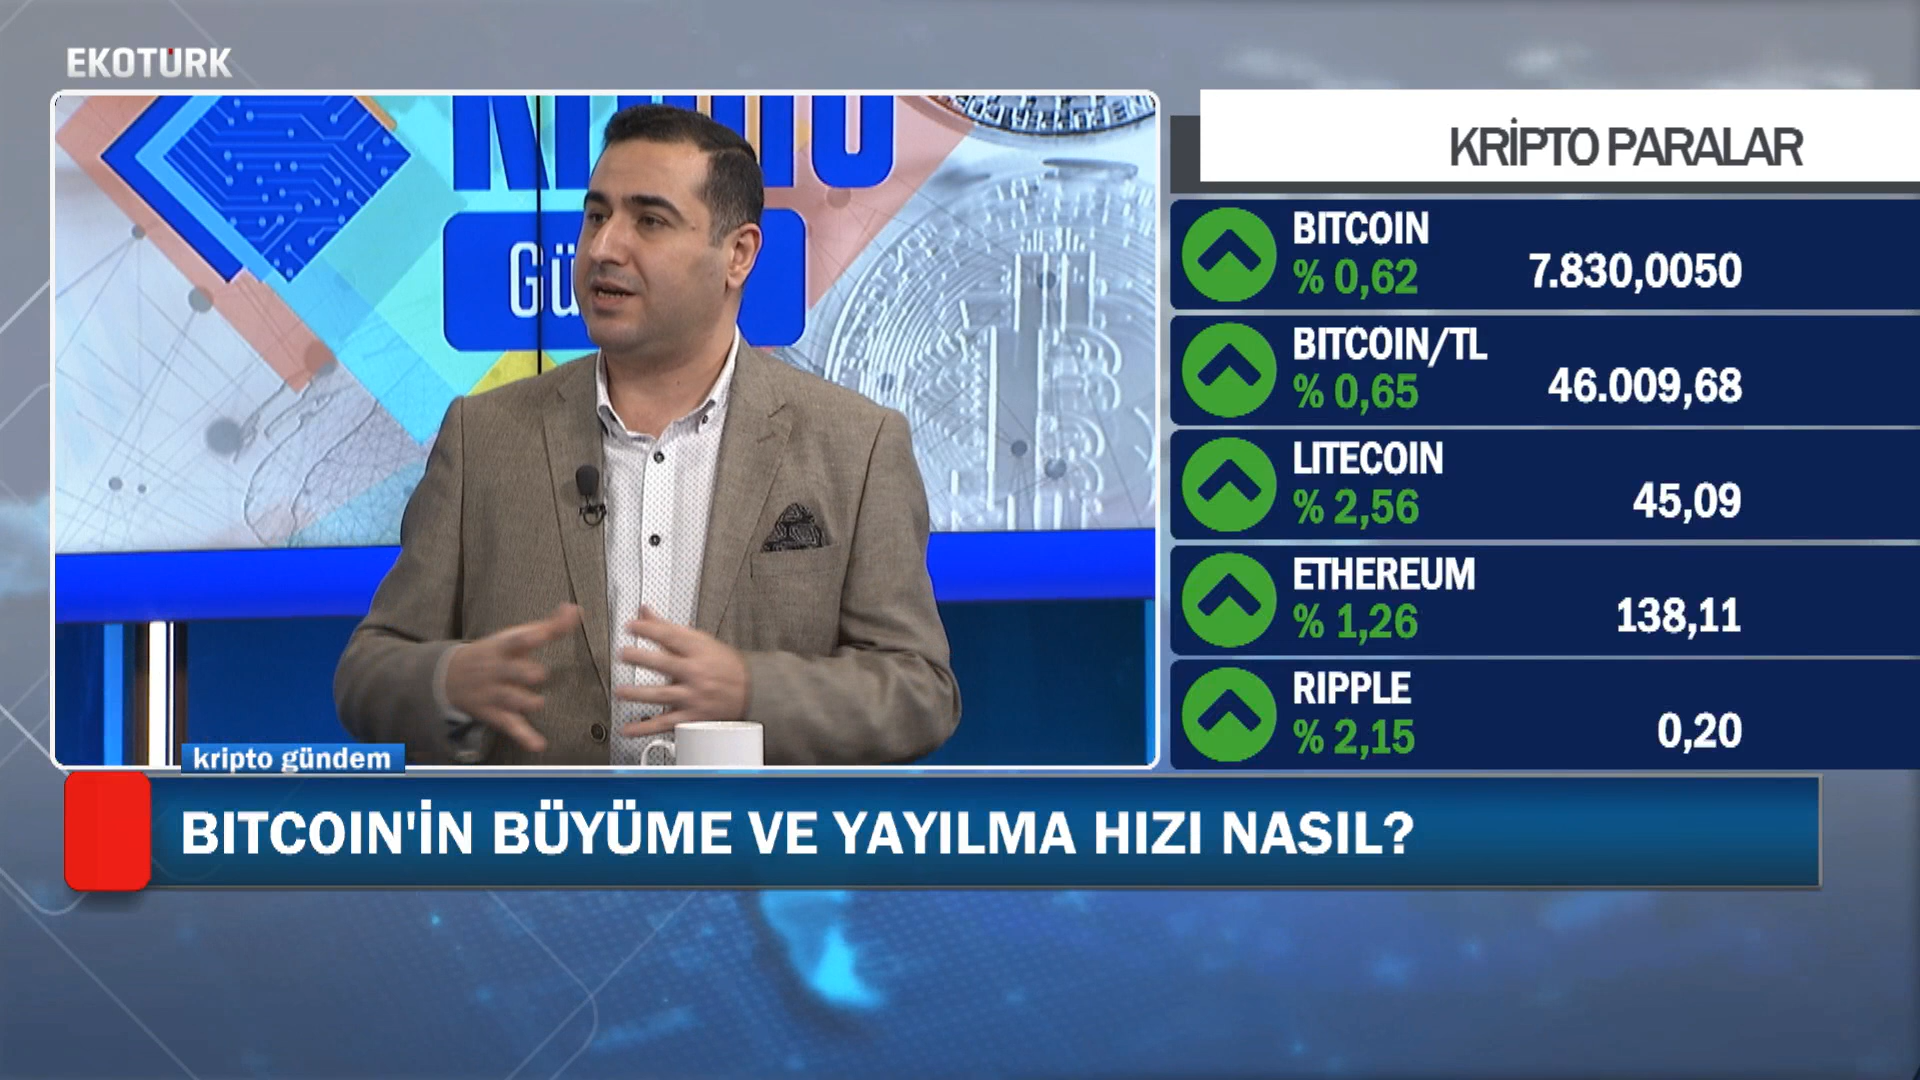 EKOTÜRK
KRİPTO PARALAR
BITCOIN
% 0,62
7.830,0050
BITCOIN/TL
% 0,65
46.009,68
LITECOIN
% 2,56
45,09
ETHEREUM
% 1,26
138,11
RIPPLE
% 2,15
0,20
kripto gündem
BITCOIN'İN BÜYÜME VE YAYILMA HIZI NASIL?